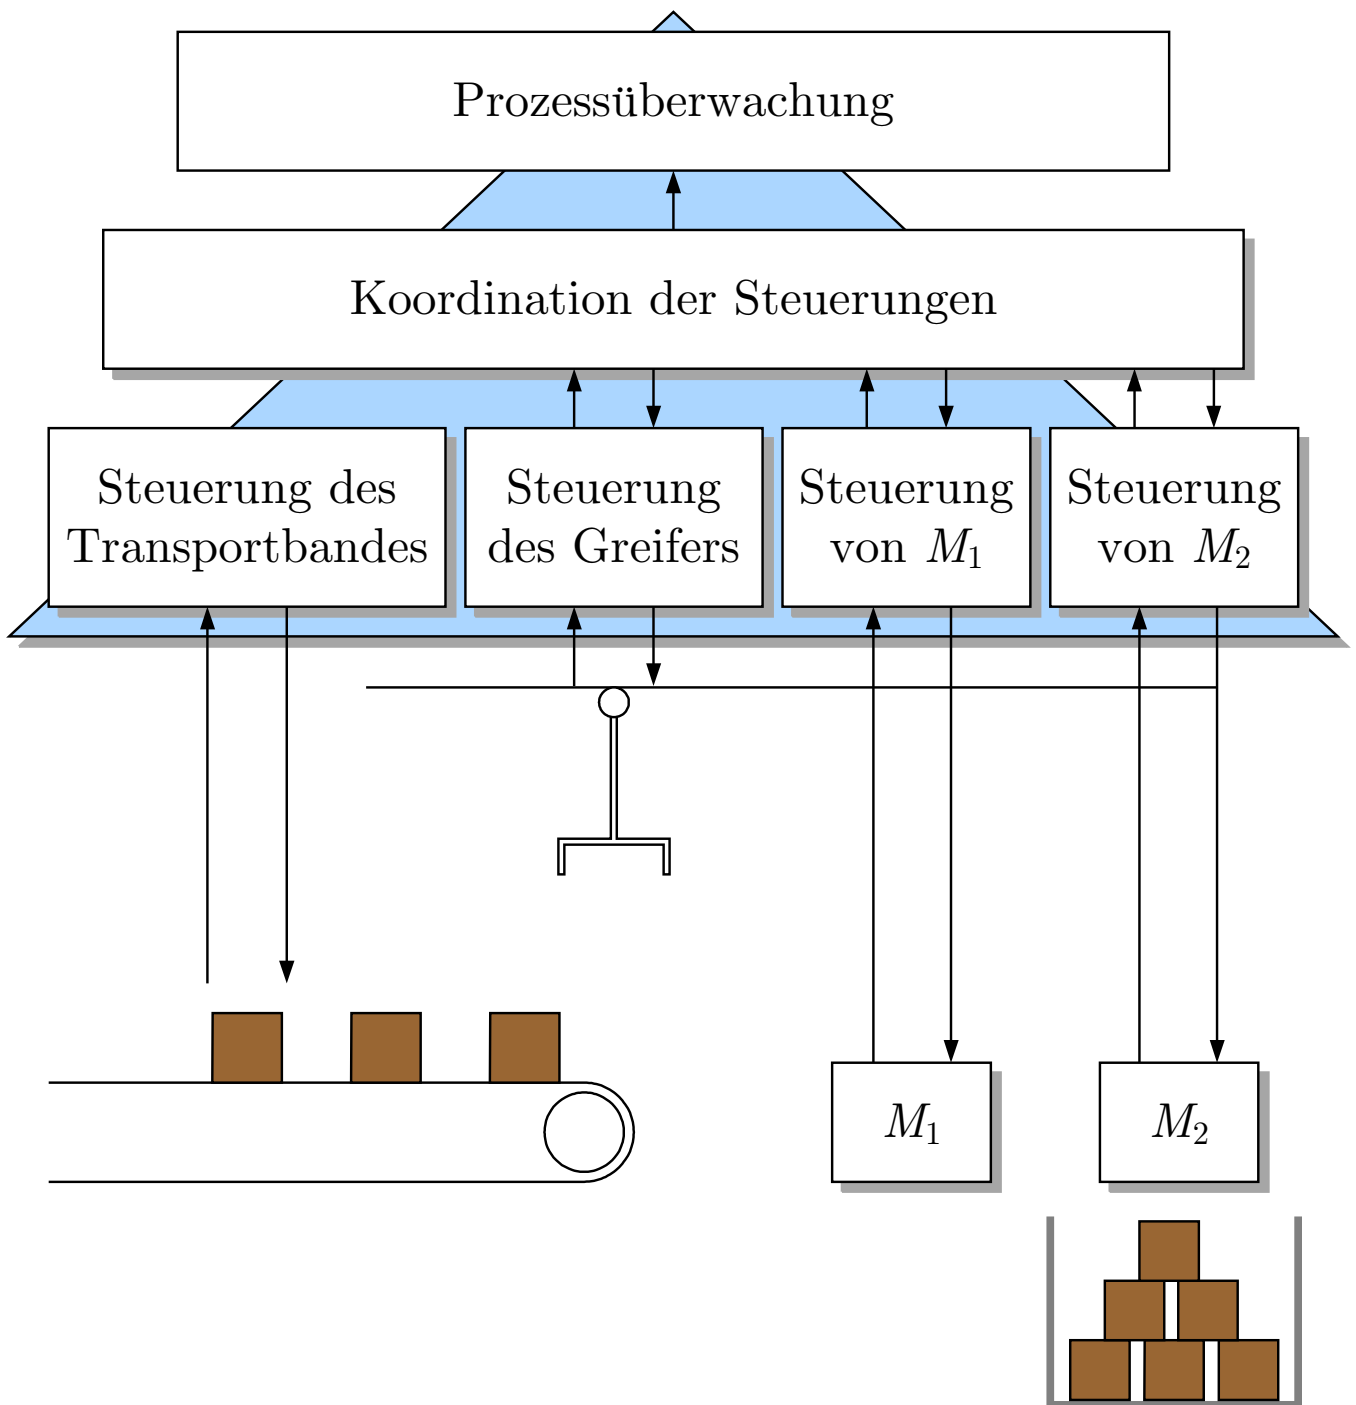 Prozessüberwachung
Koordination der Steuerungen
Steuerung des
Transportbandes
Steuerung
des Greifers
Steuerung
von M₁
Steuerung
von M₂
M₁
M₂